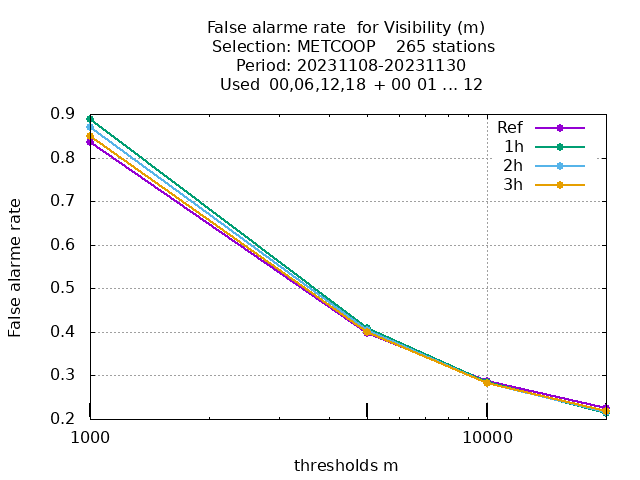 False alarme rate  for Visibility (m)
Selection: METCOOP    265 stations
Period: 20231108-20231130
Used  00,06,12,18  + 00 01 ... 12
Ref
1h
2h
3h
0.9
0.8
0.7
0.6
0.5
0.4
0.3
0.2
False alarme rate
1000
10000
thresholds m